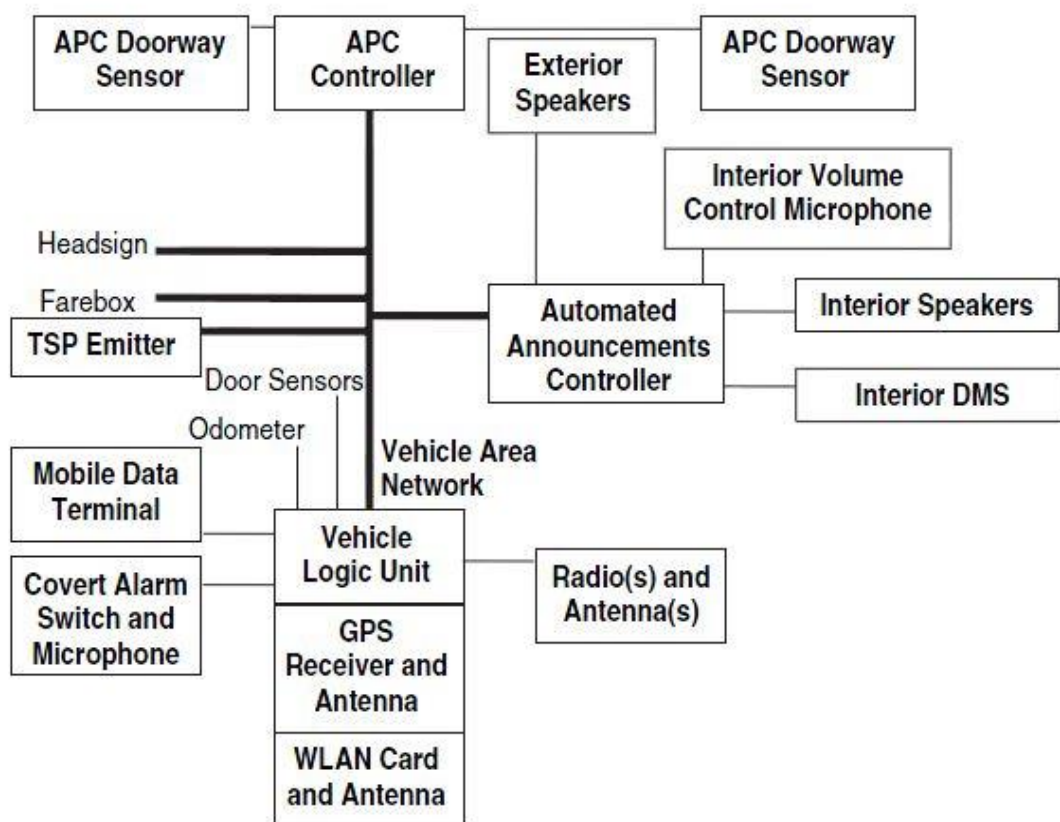 APC Doorway
Sensor
APC
Controller
Exterior
Speakers
APC Doorway
Sensor
Interior Volume
Control Microphone
Headsign
Farebox
TSP Emitter
Automated
Announcements
Controller
Interior Speakers
Interior DMS
Door Sensors
Odometer
Vehicle Area
Network
Mobile Data
Terminal
Vehicle
Logic Unit
Covert Alarm
Switch and
Microphone
Radio(s) and
Antenna(s)
GPS
Receiver and
Antenna
WLAN Card
and Antenna